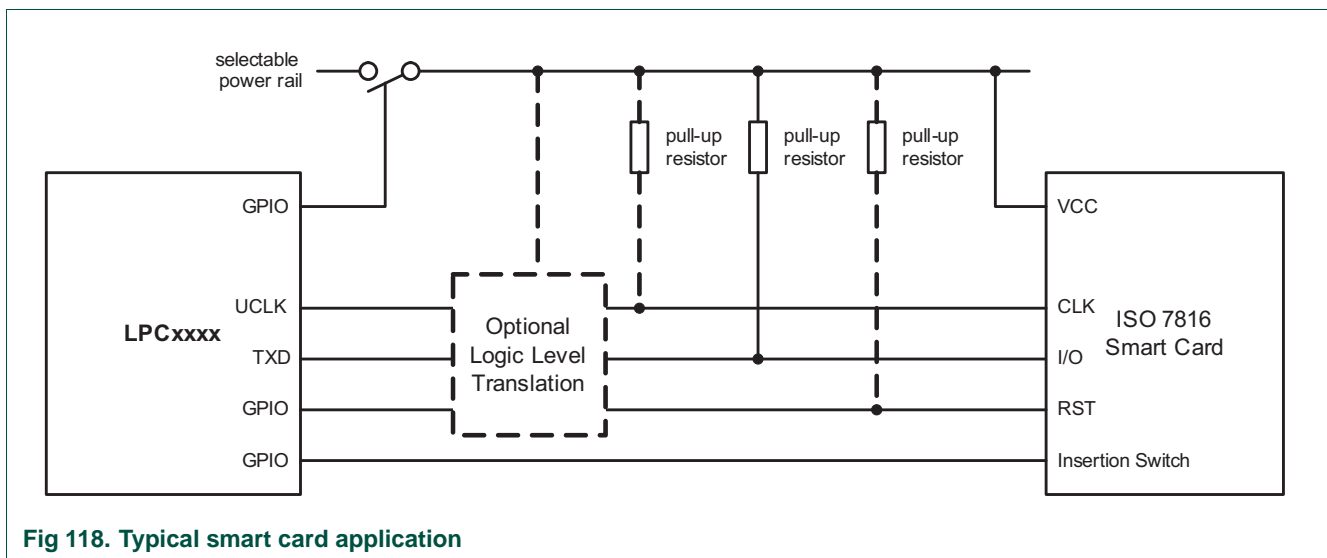 selectable
power rail
pull-up
resistor
pull-up
resistor
pull-up
resistor
GPIO
VCC
UCLK
CLK
LPCxxxx
Optional
Logic Level
Translation
ISO 7816
Smart Card
TXD
I/O
GPIO
RST
GPIO
Insertion Switch
Fig 118. Typical smart card application